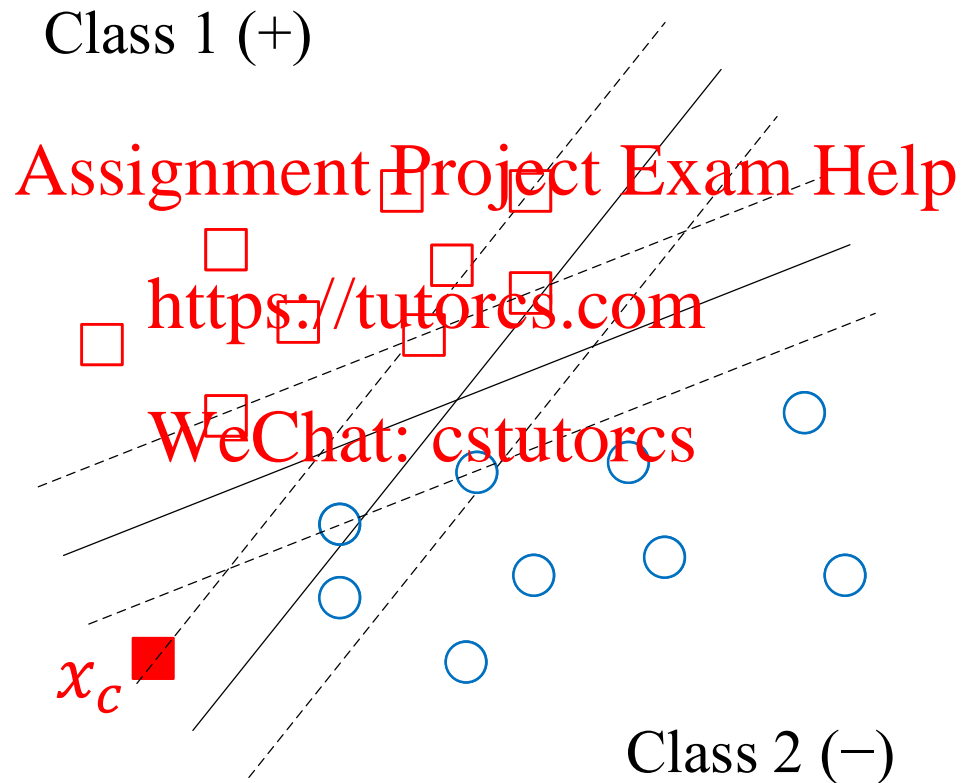 Class 1 (+)
Assignment Project Exam Help
https://tutorcs.com
WeChat: cstutorcs
x_c
Class 2 (−)